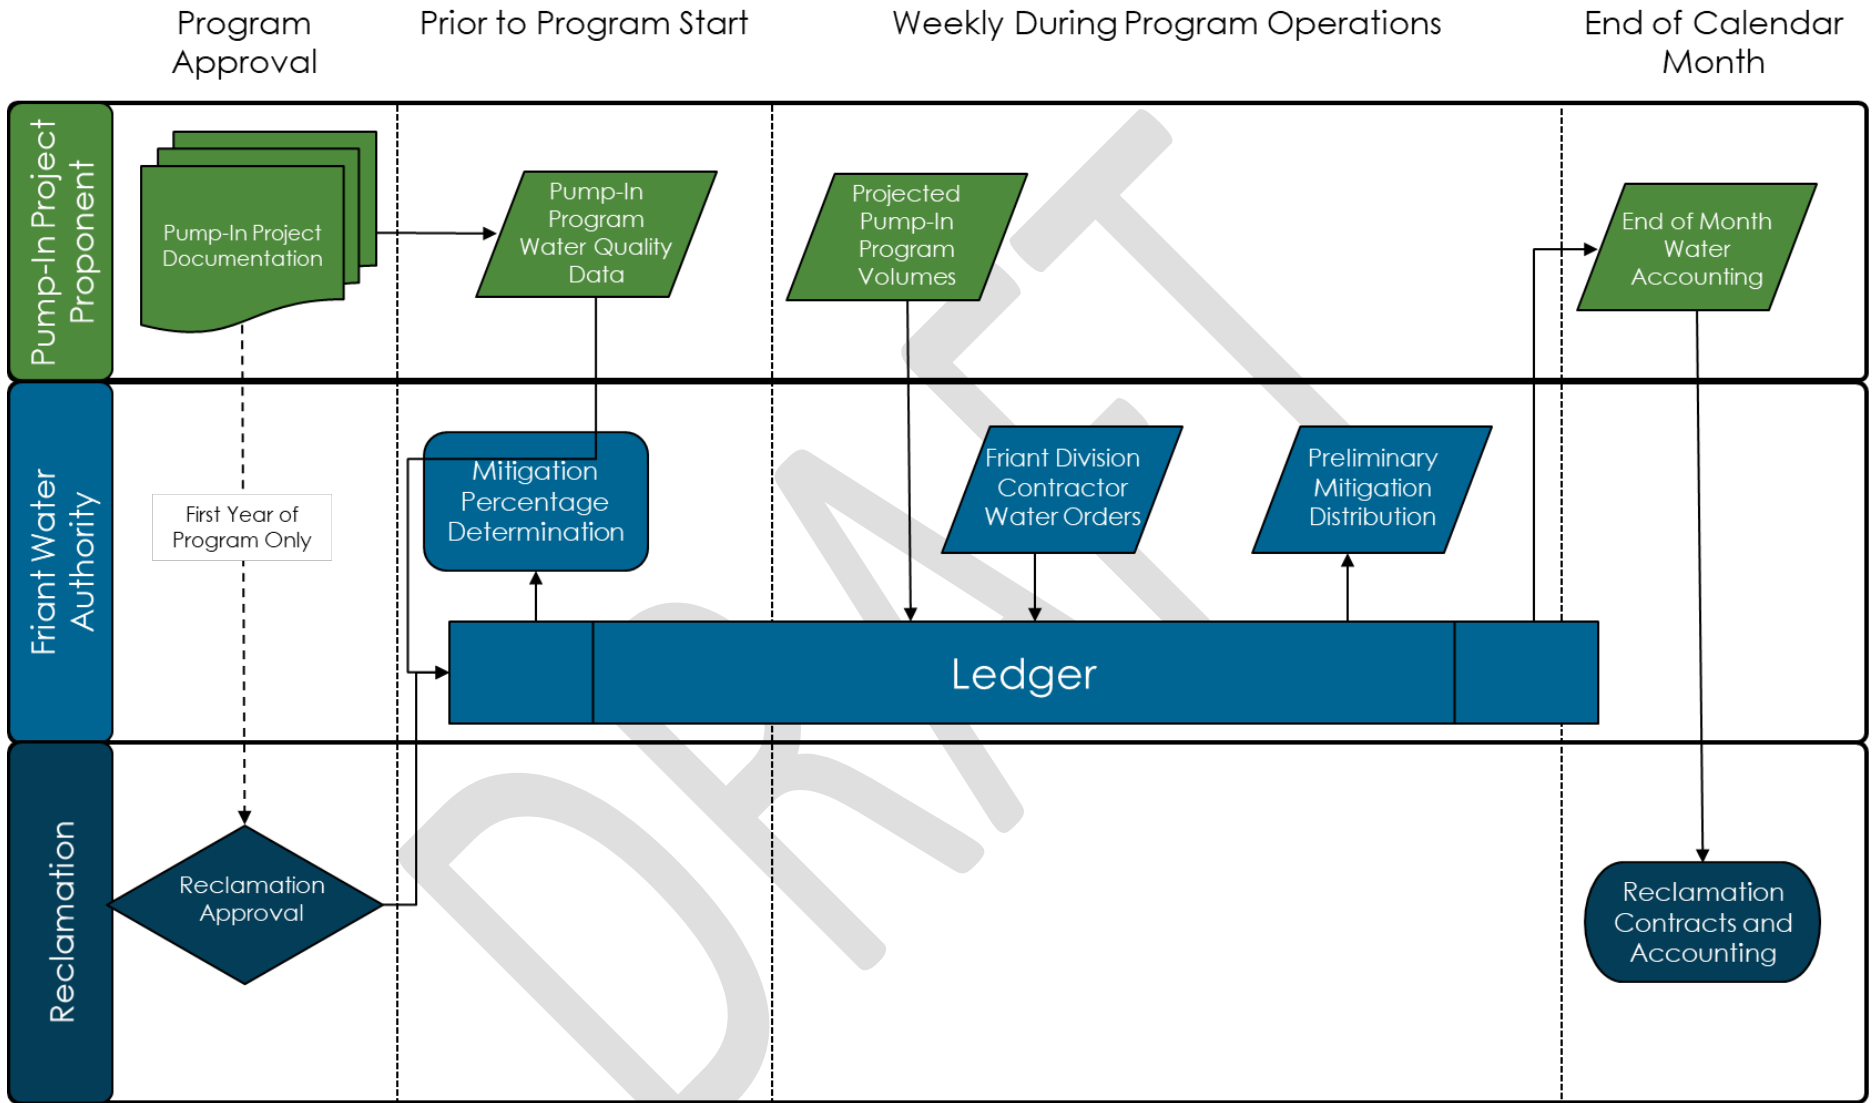 Program
Approval
Prior to Program Start
Weekly During Program Operations
End of Calendar
Month
Pump-In Project
Proponent
Pump-In Project
Documentation
Pump-In
Program
Water Quality
Data
Projected
Pump-In
Program
Volumes
End of Month
Water
Accounting
Friant Water
Authority
First Year of
Program Only
Mitigation
Percentage
Determination
Friant Division
Contractor
Water Orders
Preliminary
Mitigation
Distribution
Ledger
Reclamation
Reclamation
Approval
Reclamation
Contracts and
Accounting
DRAFT